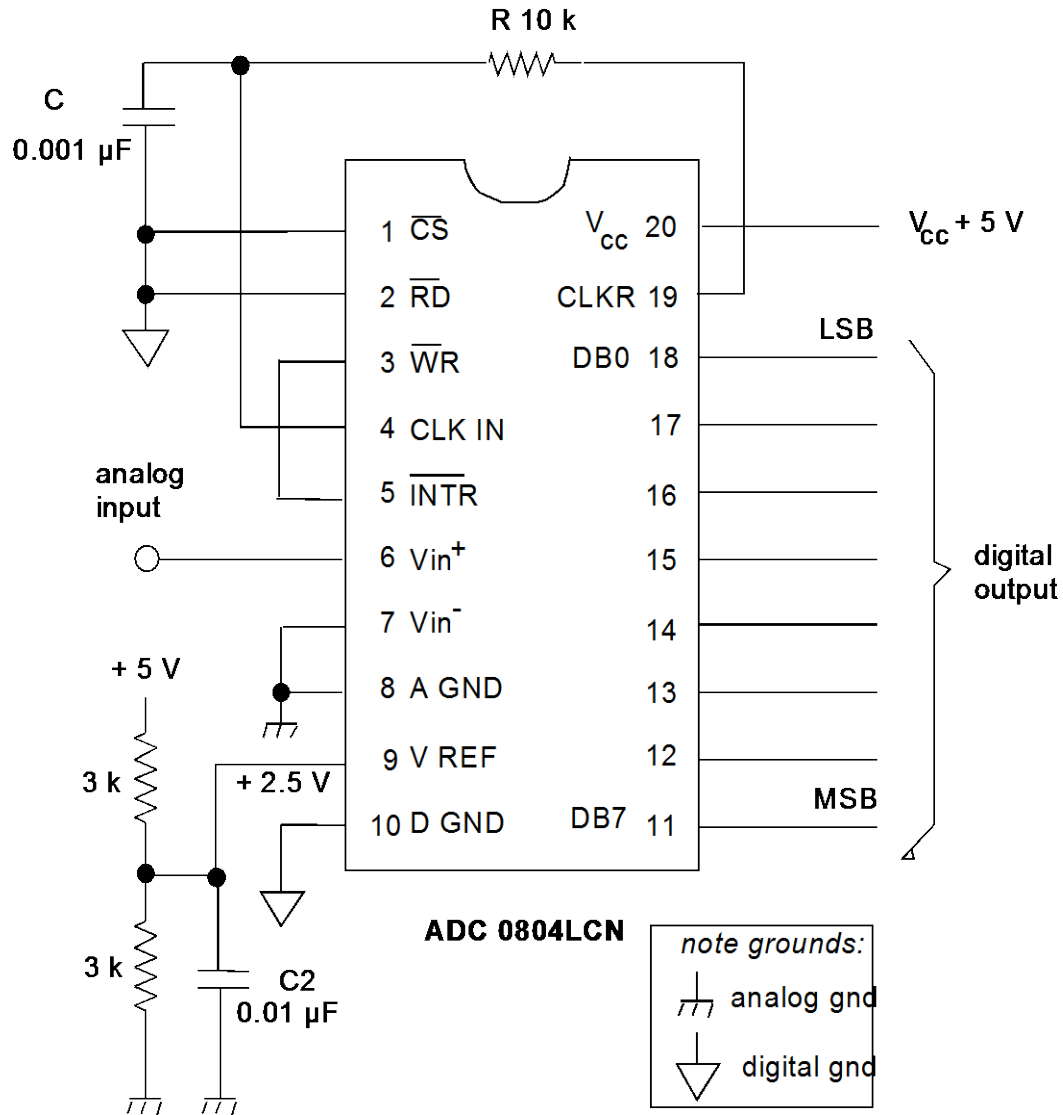 R 10 k
C
0.001 µF
1 CS
2 RD
3 WR
4 CLK IN
5 INTR
6 Vin+
7 Vin-
8 A GND
9 V REF
10 D GND
Vcc 20
CLKR 19
DB0 18
17
16
15
14
13
12
DB7 11
Vcc + 5 V
LSB
MSB
digital
output
analog
input
+ 5 V
3 k
+ 2.5 V
3 k
C2
0.01 µF
ADC 0804LCN
note grounds:
analog gnd
digital gnd